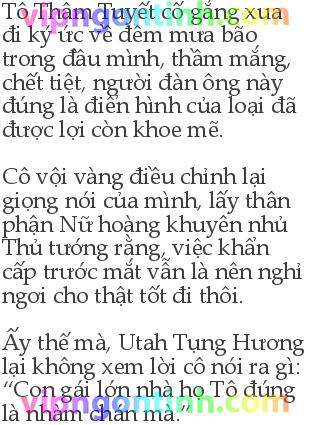 Tô Thâm Tuyết cố gắng xua
đi ký ức về đêm mưa bão
trong đầu mình, thầm mắng,
chết tiệt, người đàn ông này
đúng là điển hình của loại đã
được lợi còn khoe mẽ.
Cô vội vàng điều chỉnh lại
giọng nói của mình, lấy thân
phận Nữ hoàng khuyên nhủ
Thủ tướng rằng, việc khẩn
cấp trước mắt vẫn là nên nghỉ
ngơi cho thật tốt đi thôi.
Ấy thế mà, Utah Tụng Hương
lại không xem lời cô nói ra gì:
“Con gái lớn nhà họ Tô đúng
là nhàm chán mà.”
vipngontinh.com
vipngontinh.com